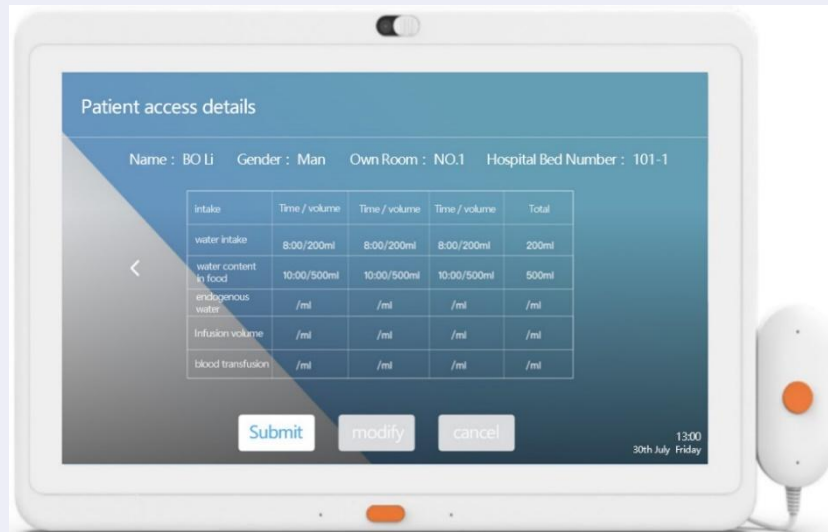 Patient access details
Name : BO Li Gender : Man Own Room : NO.1 Hospital Bed Number : 101-1
intake Time / volume Time / volume Time / volume Total
water intake 8:00/200ml 8:00/200ml 8:00/200ml 200ml
water content
in food 10:00/500ml 10:00/500ml 10:00/500ml 500ml
endogenous
water /ml /ml /ml /ml
Infusion volume /ml /ml /ml /ml
blood transfusion /ml /ml /ml /ml
Submit modify cancel
13:00
30th July Friday